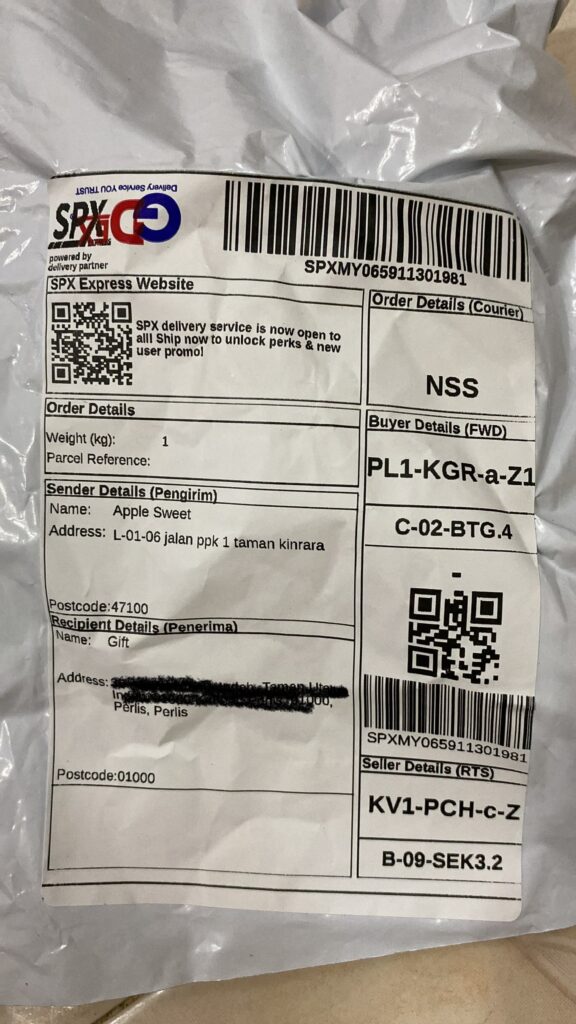 Delivery Service YOU TRUST
GDEX
SPX
powered by
delivery partner
SPXMY065911301981
SPX Express Website
SPX delivery service is now open to
all! Ship now to unlock perks & new
user promo!
Order Details (Courier)
NSS
Order Details
Weight (kg): 1
Parcel Reference:
Buyer Details (FWD)
PL1-KGR-a-Z1
C-02-BTG.4
Sender Details (Pengirim)
Name: Apple Sweet
Address: L-01-06 jalan ppk 1 taman kinrara
Postcode:47100
Recipient Details (Penerima)
Name: Gift
Address: Taman
Perlis, Perlis
Postcode:01000
-
SPXMY065911301981
Seller Details (RTS)
KV1-PCH-c-Z
B-09-SEK3.2